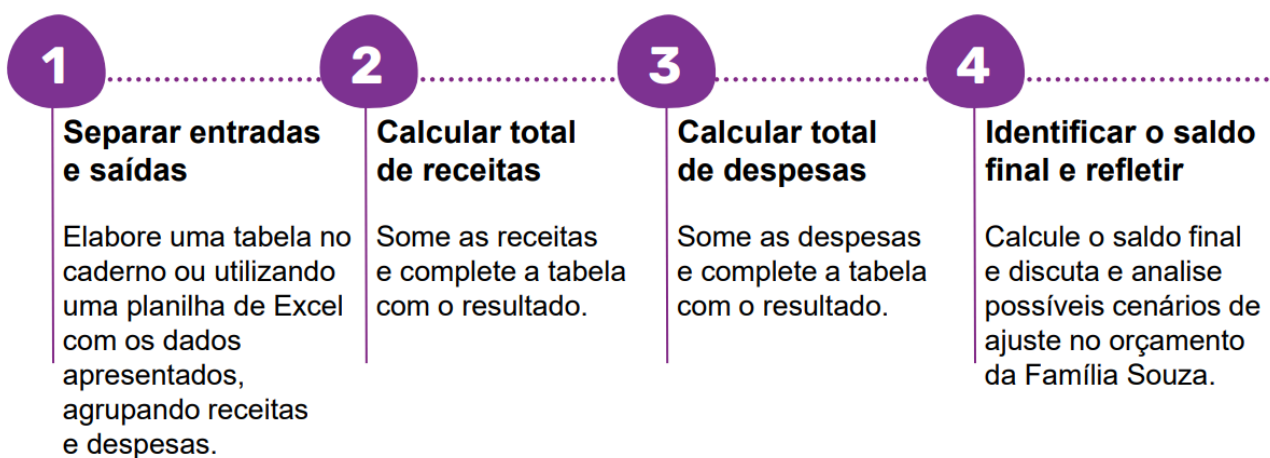 1
Separar entradas
e saídas
Elabore uma tabela no
caderno ou utilizando
uma planilha de Excel
com os dados
apresentados,
agrupando receitas
e despesas.
2
Calcular total
de receitas
Some as receitas
e complete a tabela
com o resultado.
3
Calcular total
de despesas
Some as despesas
e complete a tabela
com o resultado.
4
Identificar o saldo
final e refletir
Calcule o saldo final
e discuta e analise
possíveis cenários de
ajuste no orçamento
da Família Souza.